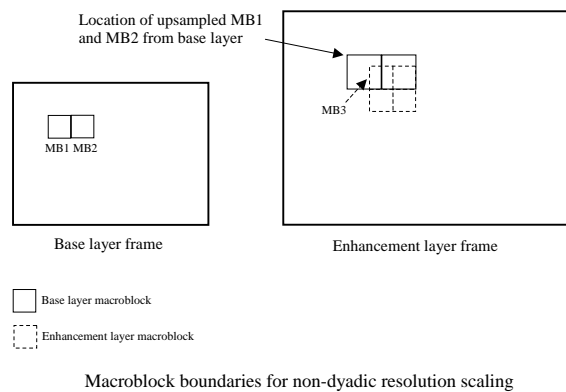 Location of upsampled MB1
and MB2 from base layer
MB3
MB1 MB2
Base layer frame
Enhancement layer frame
Base layer macroblock
Enhancement layer macroblock
Macroblock boundaries for non-dyadic resolution scaling